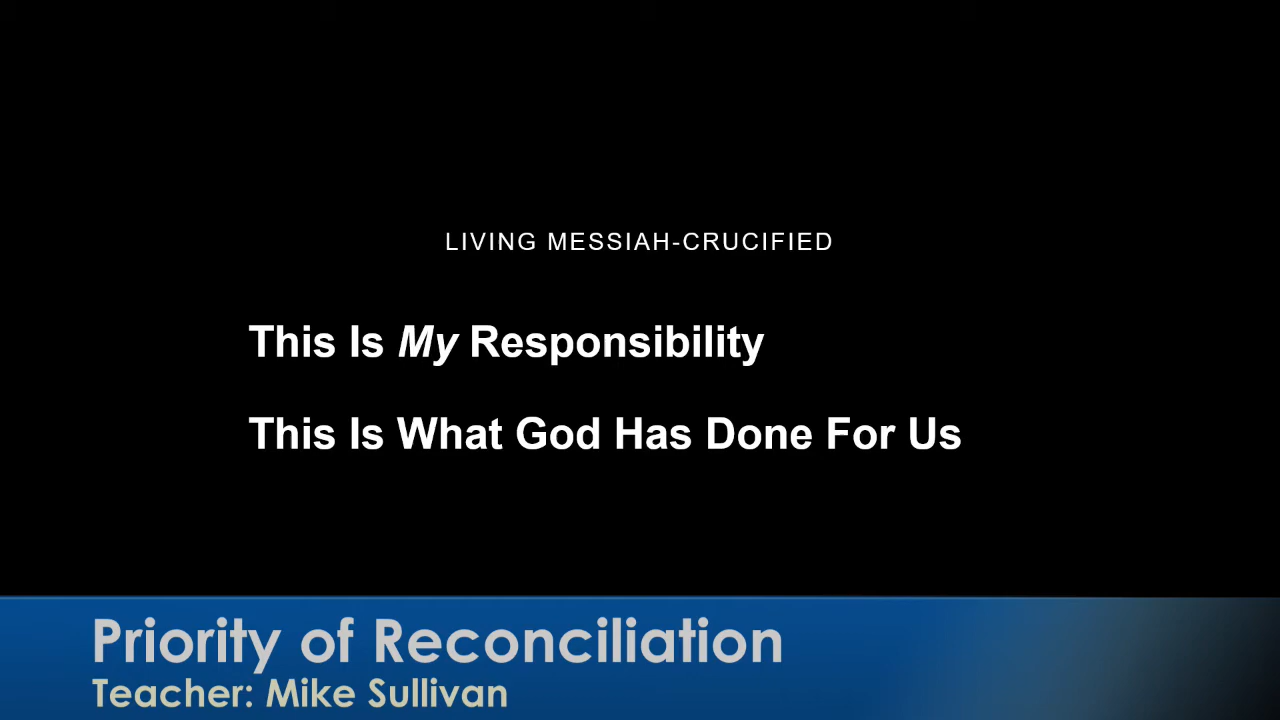 LIVING MESSIAH-CRUCIFIED
This Is My Responsibility
This Is What God Has Done For Us
Priority of Reconciliation
Teacher: Mike Sullivan